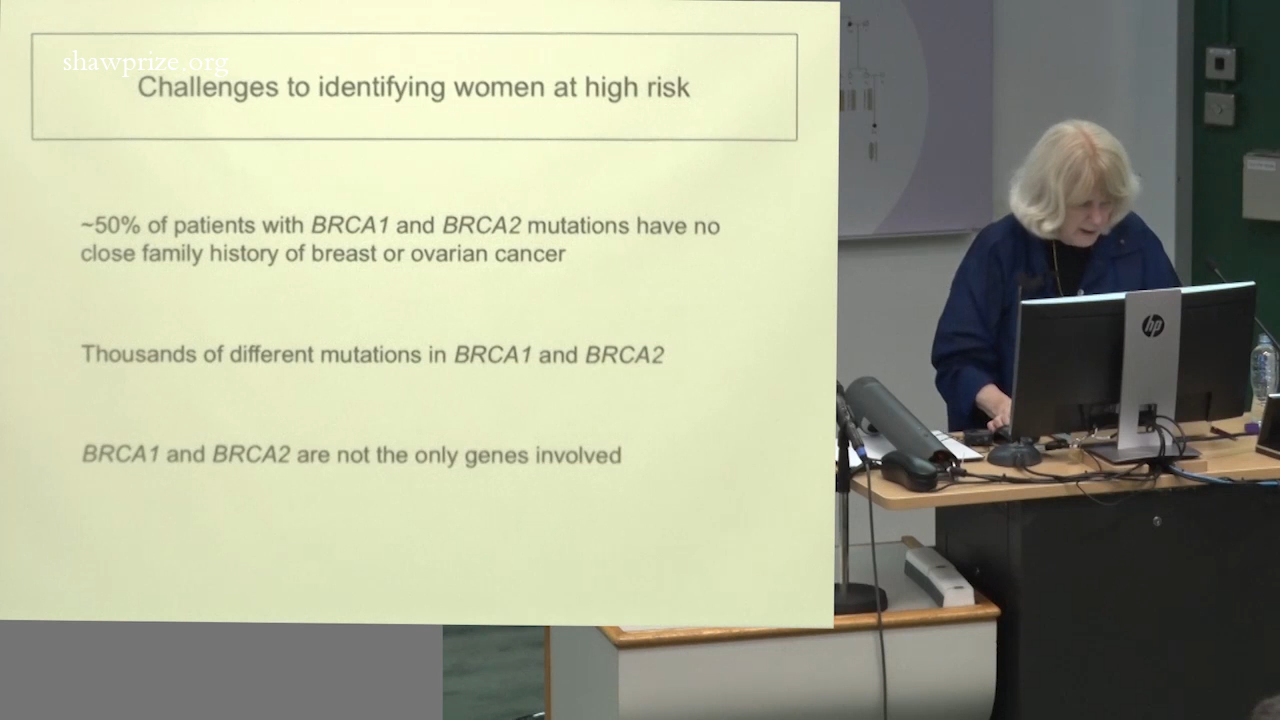 shawprize.org
Challenges to identifying women at high risk
~50% of patients with BRCA1 and BRCA2 mutations have no
close family history of breast or ovarian cancer
Thousands of different mutations in BRCA1 and BRCA2
BRCA1 and BRCA2 are not the only genes involved
hp